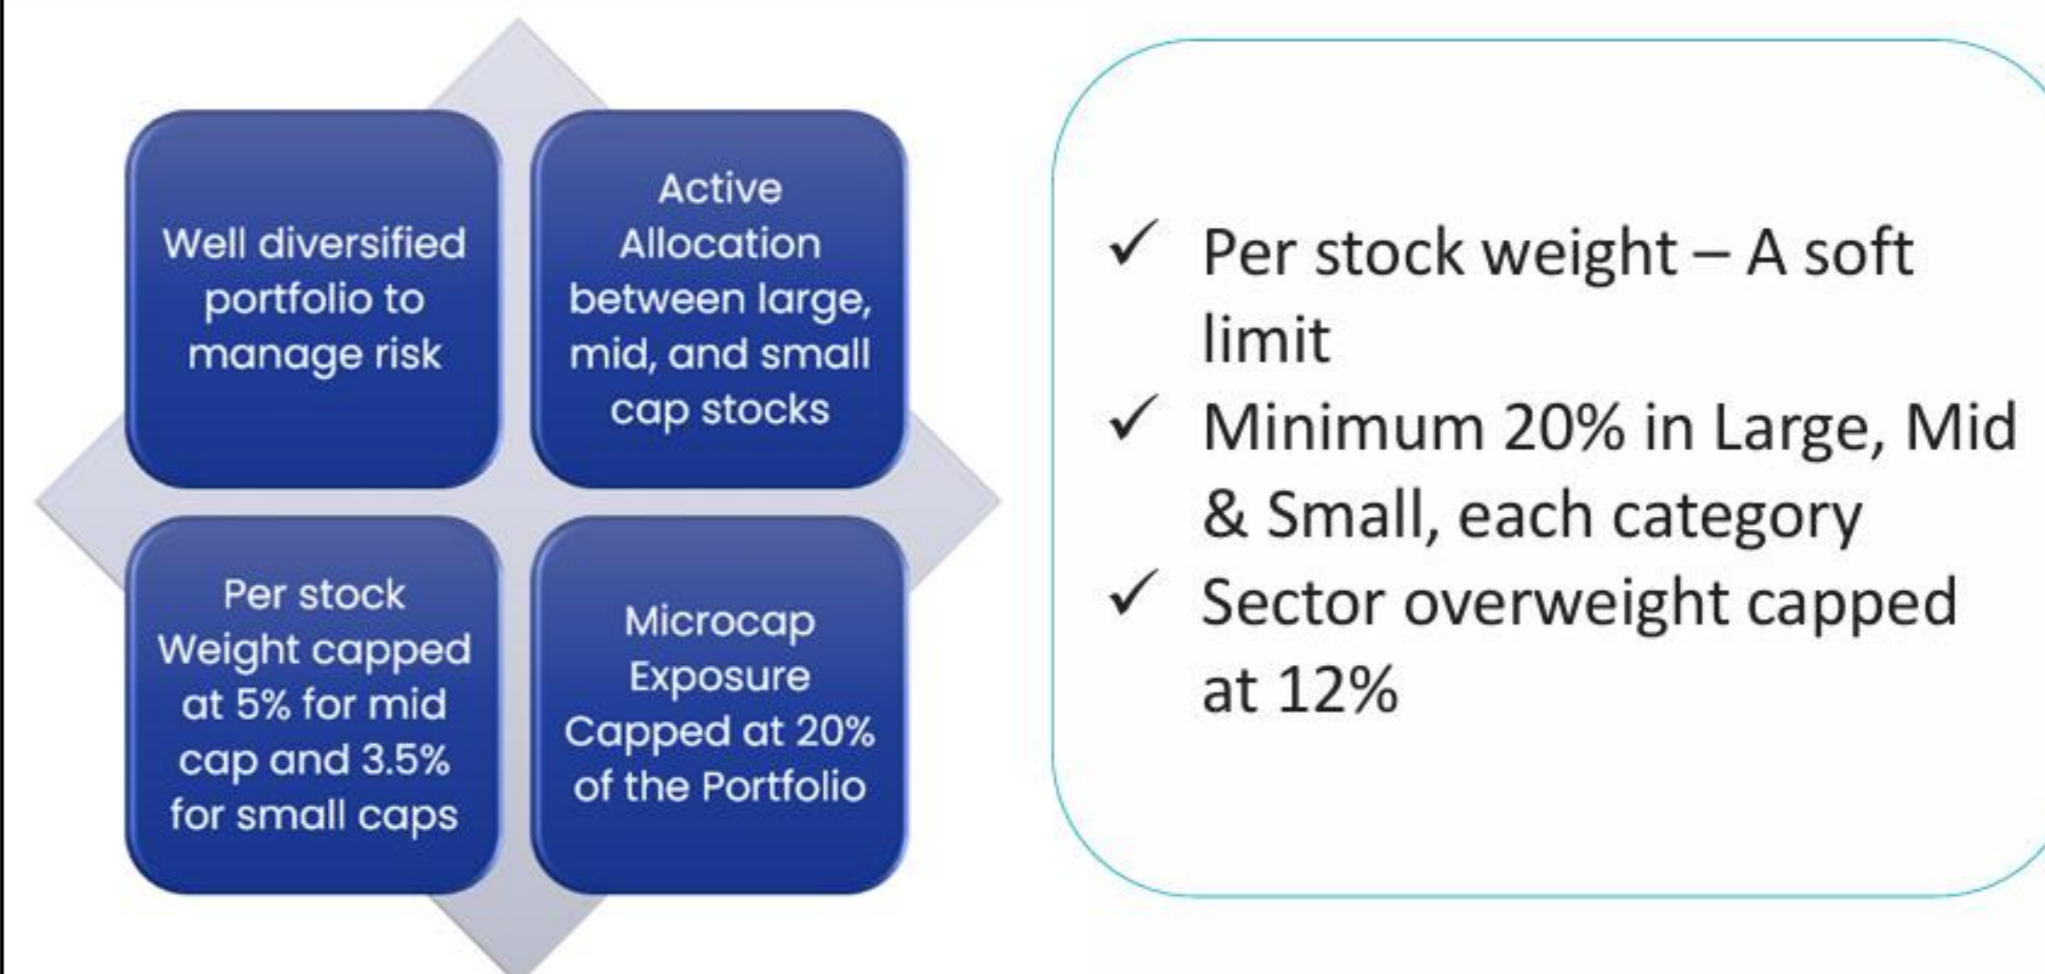 Well diversified
portfolio to
manage risk
Active
Allocation
between large,
mid, and small
cap stocks
Per stock
Weight capped
at 5% for mid
cap and 3.5%
for small caps
Microcap
Exposure
Capped at 20%
of the Portfolio
✓ Per stock weight – A soft
limit
✓ Minimum 20% in Large, Mid
& Small, each category
✓ Sector overweight capped
at 12%